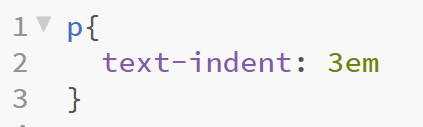 1 p{
2 text-indent: 3em
3 }